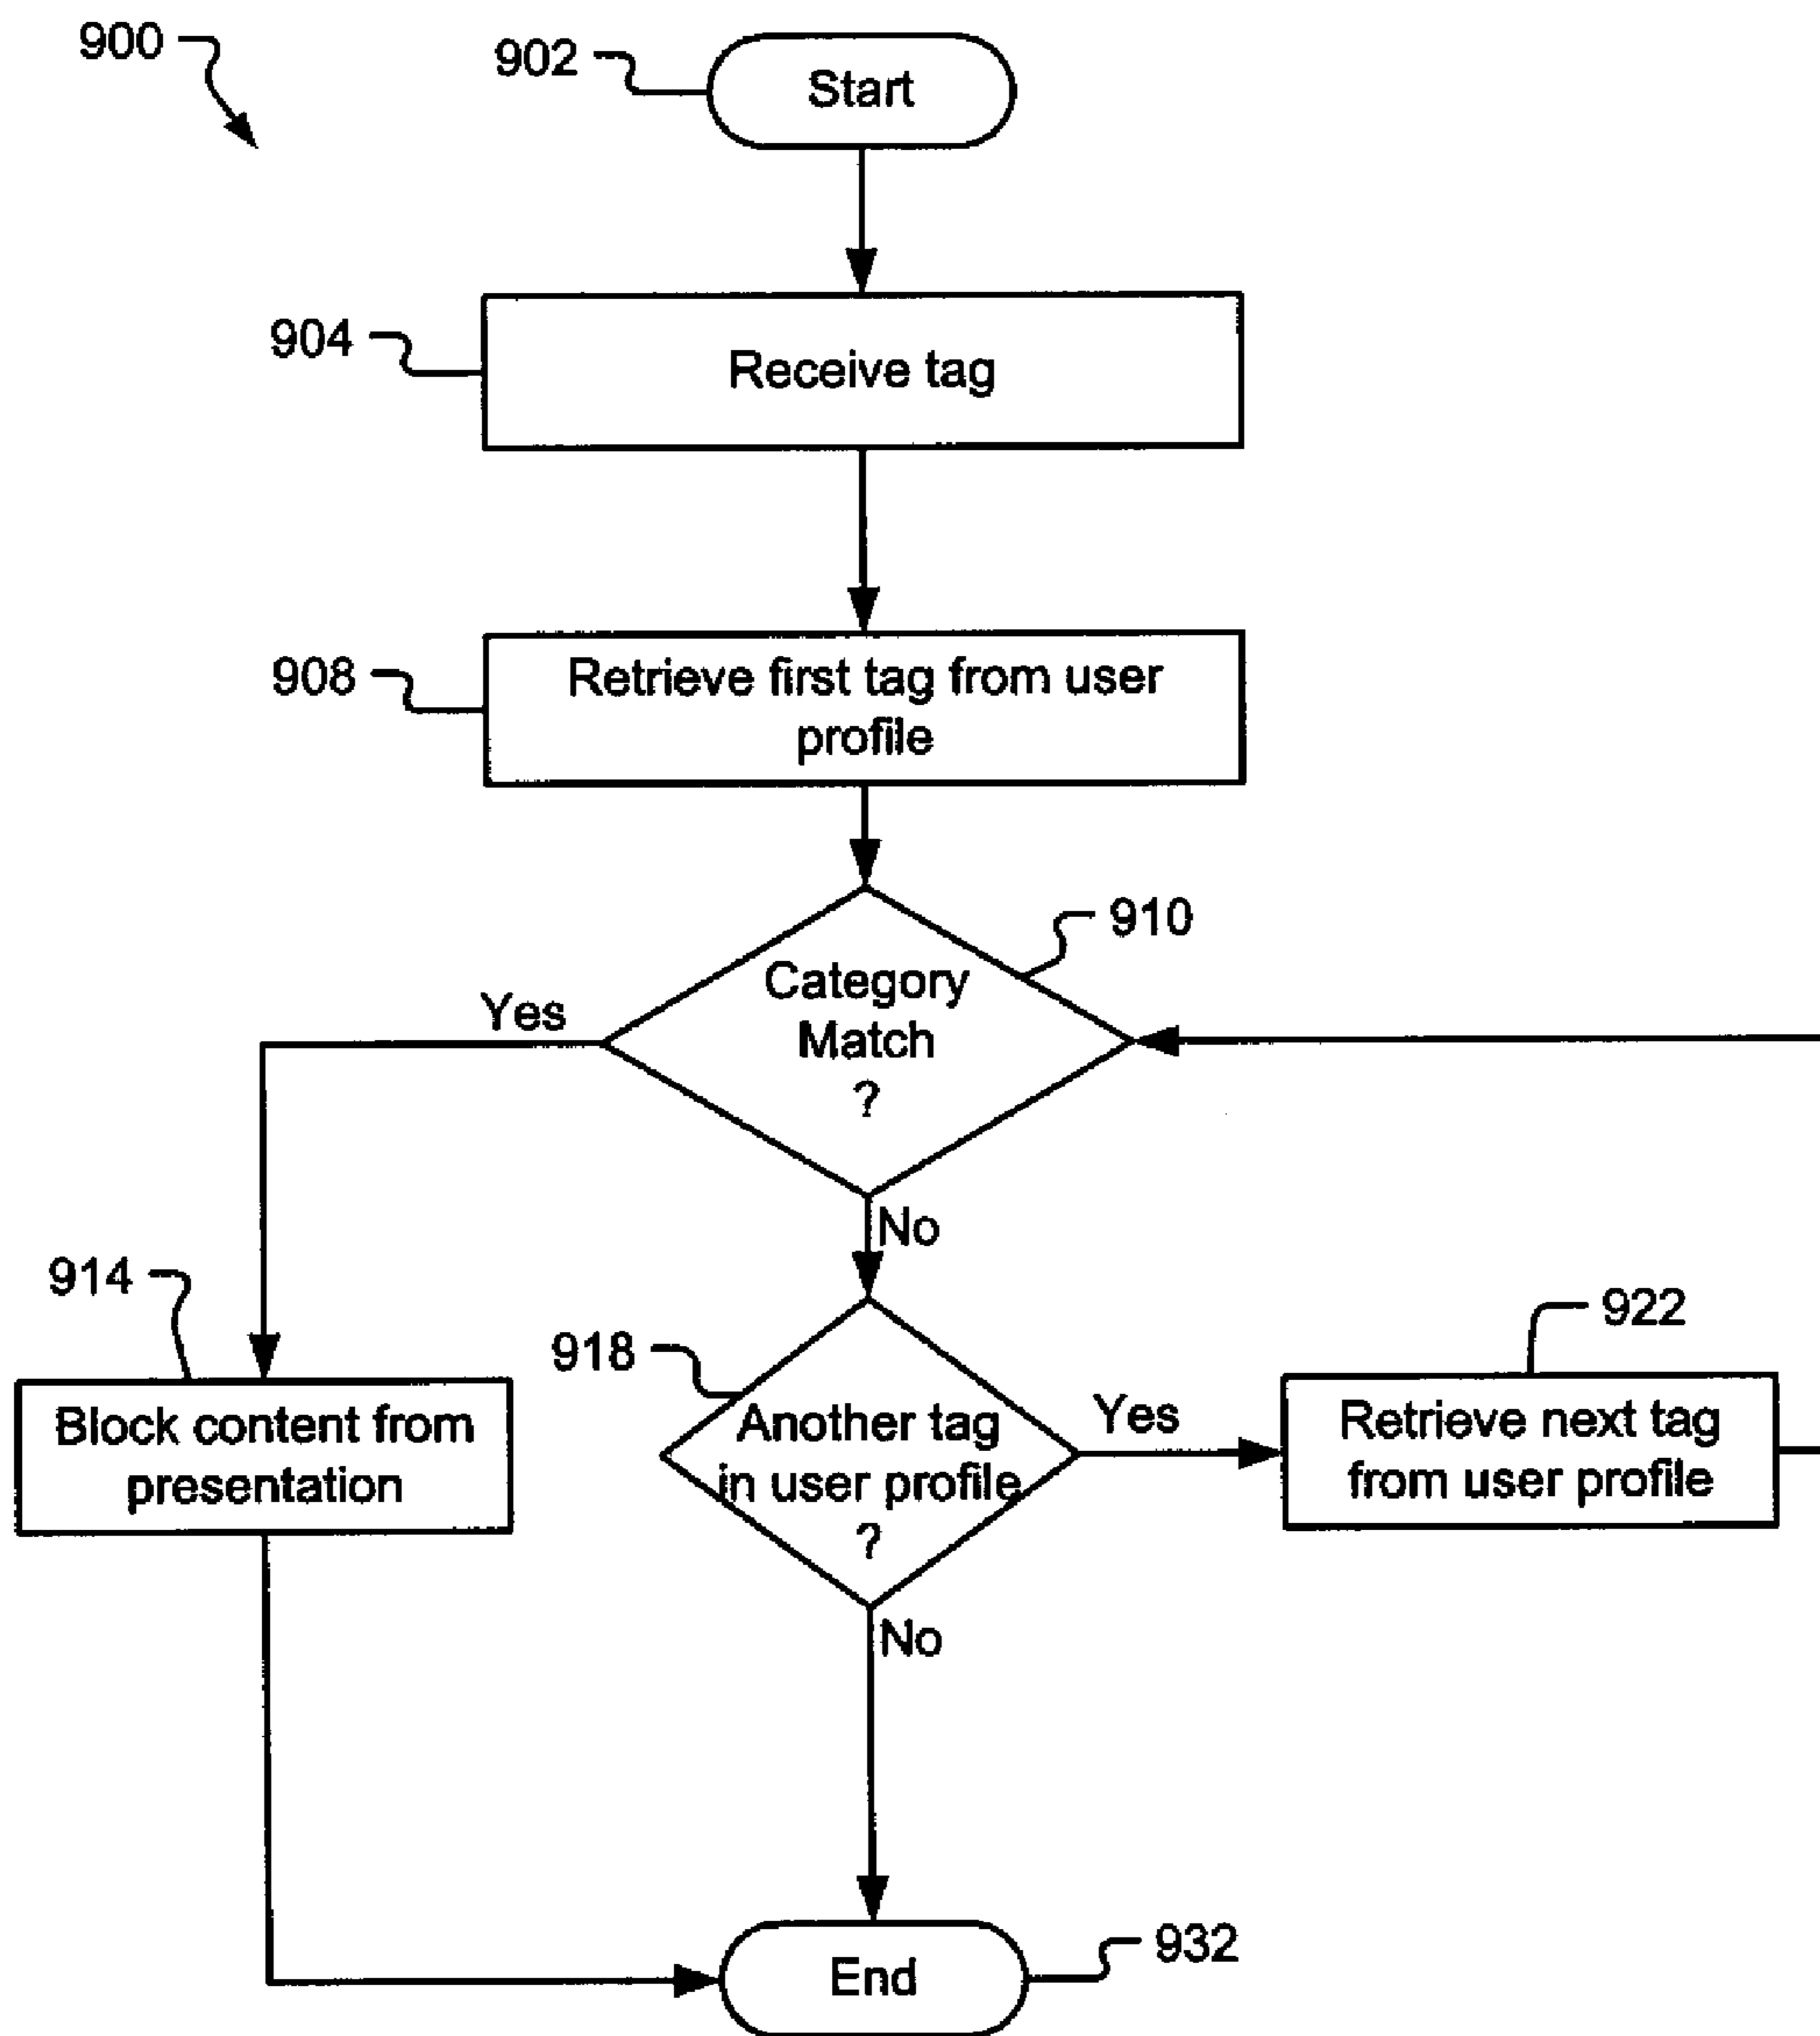 900
902
Start
904
Receive tag
908
Retrieve first tag from user
profile
910
Category
Match
?
Yes
No
914
Block content from
presentation
918
Another tag
in user profile
?
Yes
922
Retrieve next tag
from user profile
No
End
932